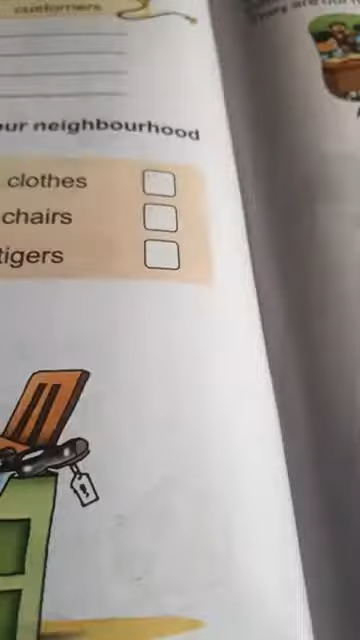 customers
our neighbourhood
clothes
chairs
tigers